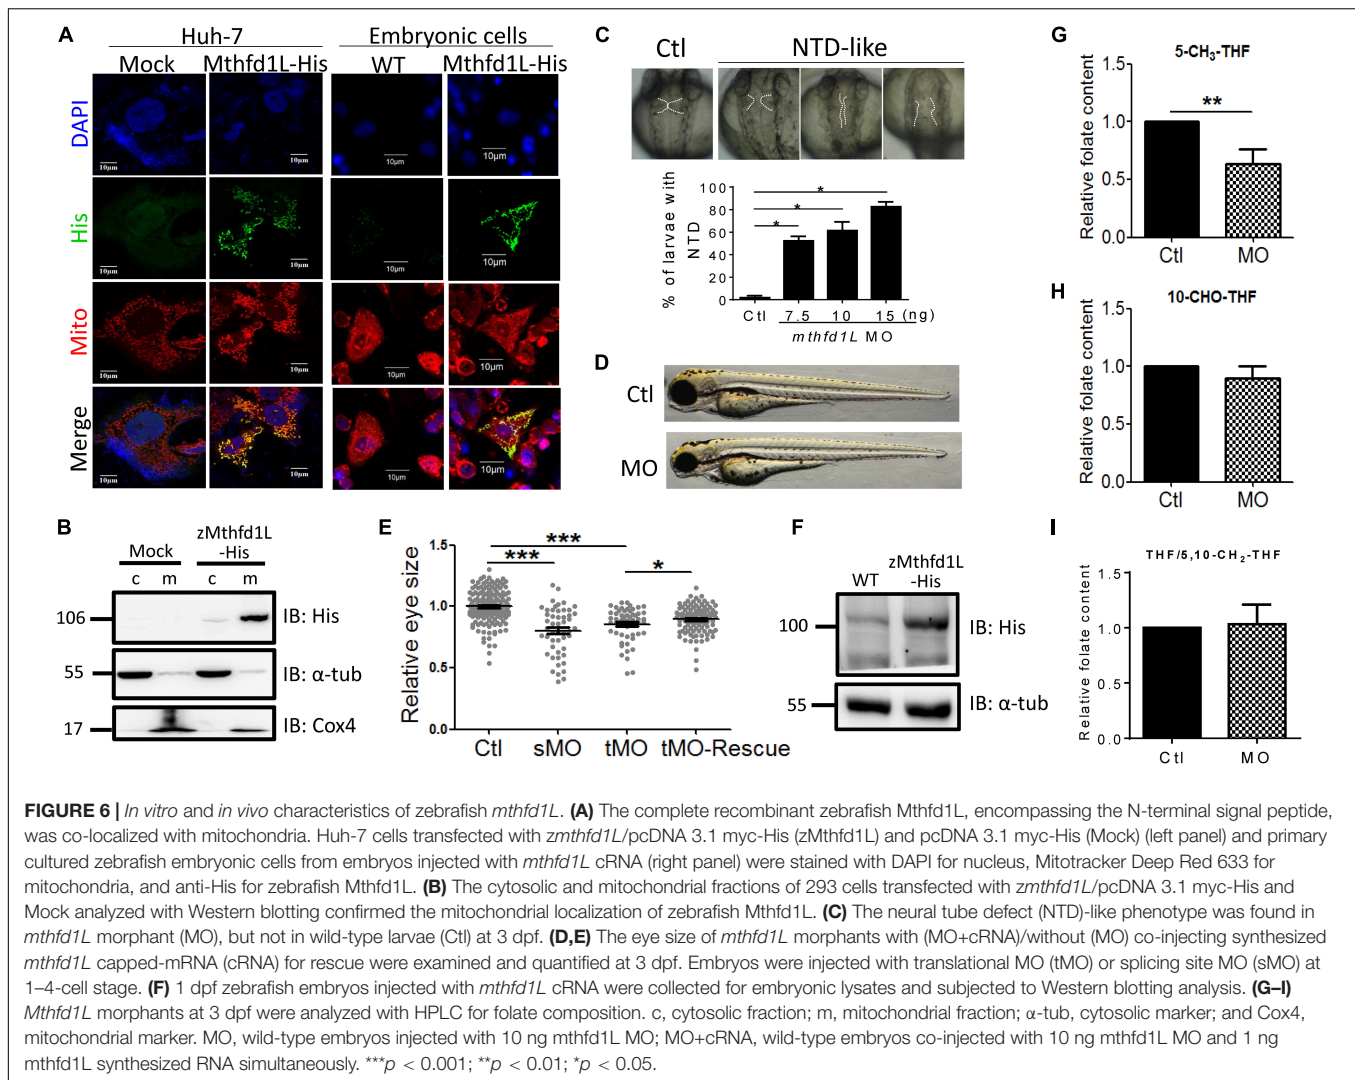 A
Huh-7
Embryonic cells
Mock
Mthfd1L-His
WT
Mthfd1L-His
DAPI
10μm
10μm
10μm
10μm
His
10μm
10μm
10μm
10μm
Mito
10μm
10μm
10μm
10μm
Merge
10μm
10μm
10μm
10μm
B
Mock
zMthfd1L
-His
c m c m
106
IB: His
55
IB: α-tub
17
IB: Cox4
C
Ctl
NTD-like
% of larvae with
NTD
100
80
60
40
20
0
*
*
*
Ctl
7.5 10 15 (ng)
mthfd1L MO
D
Ctl
MO
E
Relative eye size
1.5
1.0
0.5
0.0
***
***
*
Ctl sMO tMO tMO-Rescue
F
WT
zMthfd1L
-His
100
IB: His
55
IB: α-tub
G
5-CH₃-THF
Relative folate content
1.5
1.0
0.5
0.0
**
Ctl MO
H
10-CHO-THF
Relative folate content
1.5
1.0
0.5
0.0
Ctl MO
I
THF/5,10-CH₂-THF
Relative folate content
1.5
1.0
0.5
0.0
Ctl MO
FIGURE 6 | In vitro and in vivo characteristics of zebrafish mthfd1L. (A) The complete recombinant zebrafish Mthfd1L, encompassing the N-terminal signal peptide,
was co-localized with mitochondria. Huh-7 cells transfected with zmthfd1L/pcDNA 3.1 myc-His (zMthfd1L) and pcDNA 3.1 myc-His (Mock) (left panel) and primary
cultured zebrafish embryonic cells from embryos injected with mthfd1L cRNA (right panel) were stained with DAPI for nucleus, Mitotracker Deep Red 633 for
mitochondria, and anti-His for zebrafish Mthfd1L. (B) The cytosolic and mitochondrial fractions of 293 cells transfected with zmthfd1L/pcDNA 3.1 myc-His and
Mock analyzed with Western blotting confirmed the mitochondrial localization of zebrafish Mthfd1L. (C) The neural tube defect (NTD)-like phenotype was found in
mthfd1L morphant (MO), but not in wild-type larvae (Ctl) at 3 dpf. (D,E) The eye size of mthfd1L morphants with (MO+cRNA)/without (MO) co-injecting synthesized
mthfd1L capped-mRNA (cRNA) for rescue were examined and quantified at 3 dpf. Embryos were injected with translational MO (tMO) or splicing site MO (sMO) at
1–4-cell stage. (F) 1 dpf zebrafish embryos injected with mthfd1L cRNA were collected for embryonic lysates and subjected to Western blotting analysis. (G–I)
Mthfd1L morphants at 3 dpf were analyzed with HPLC for folate composition. c, cytosolic fraction; m, mitochondrial fraction; α-tub, cytosolic marker; and Cox4,
mitochondrial marker. MO, wild-type embryos injected with 10 ng mthfd1L MO; MO+cRNA, wild-type embryos co-injected with 10 ng mthfd1L MO and 1 ng
mthfd1L synthesized RNA simultaneously. ***p < 0.001; **p < 0.01; *p < 0.05.